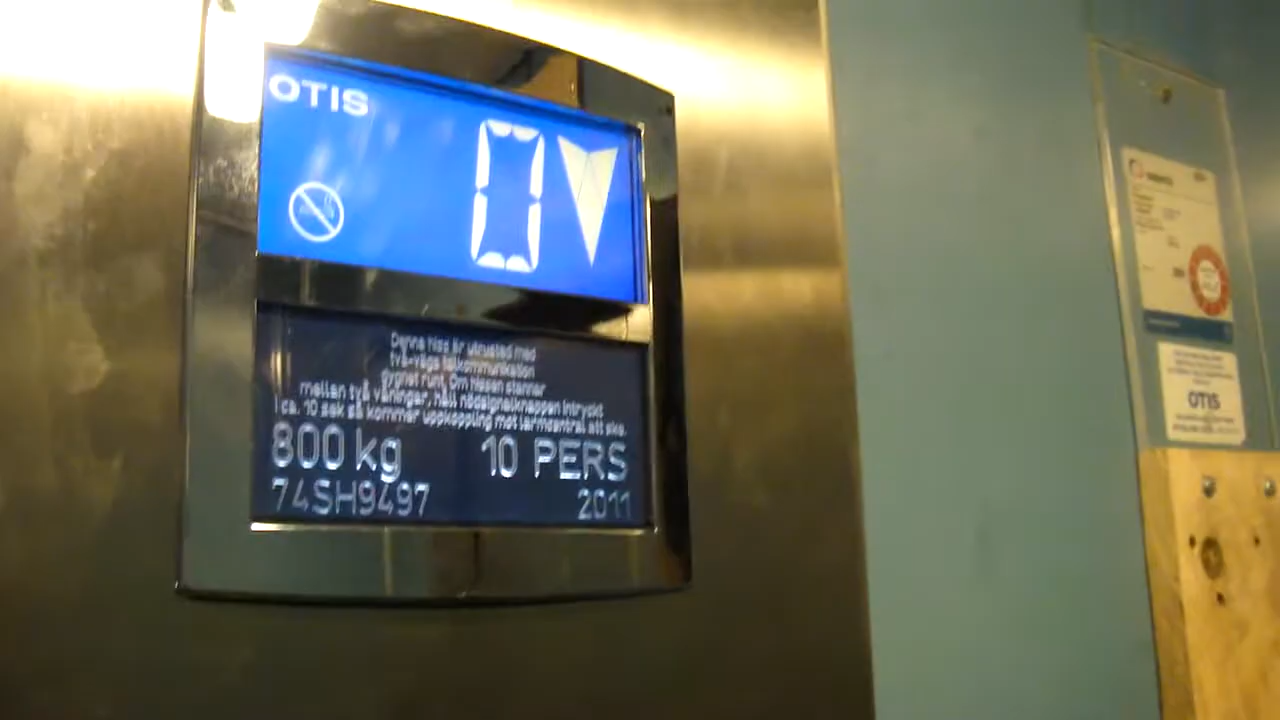 OTIS
0
Denna hiss är utrustad med
två-vägs telkommunikation
dygnet runt. Om hissen stannar
mellan två våningar, håll nödsignalknappen intryckt
i ca. 10 sek så kommer uppkoppling mot larmcentral att ske.
800 kg 10 PERS
74SH9497 2011
OTIS